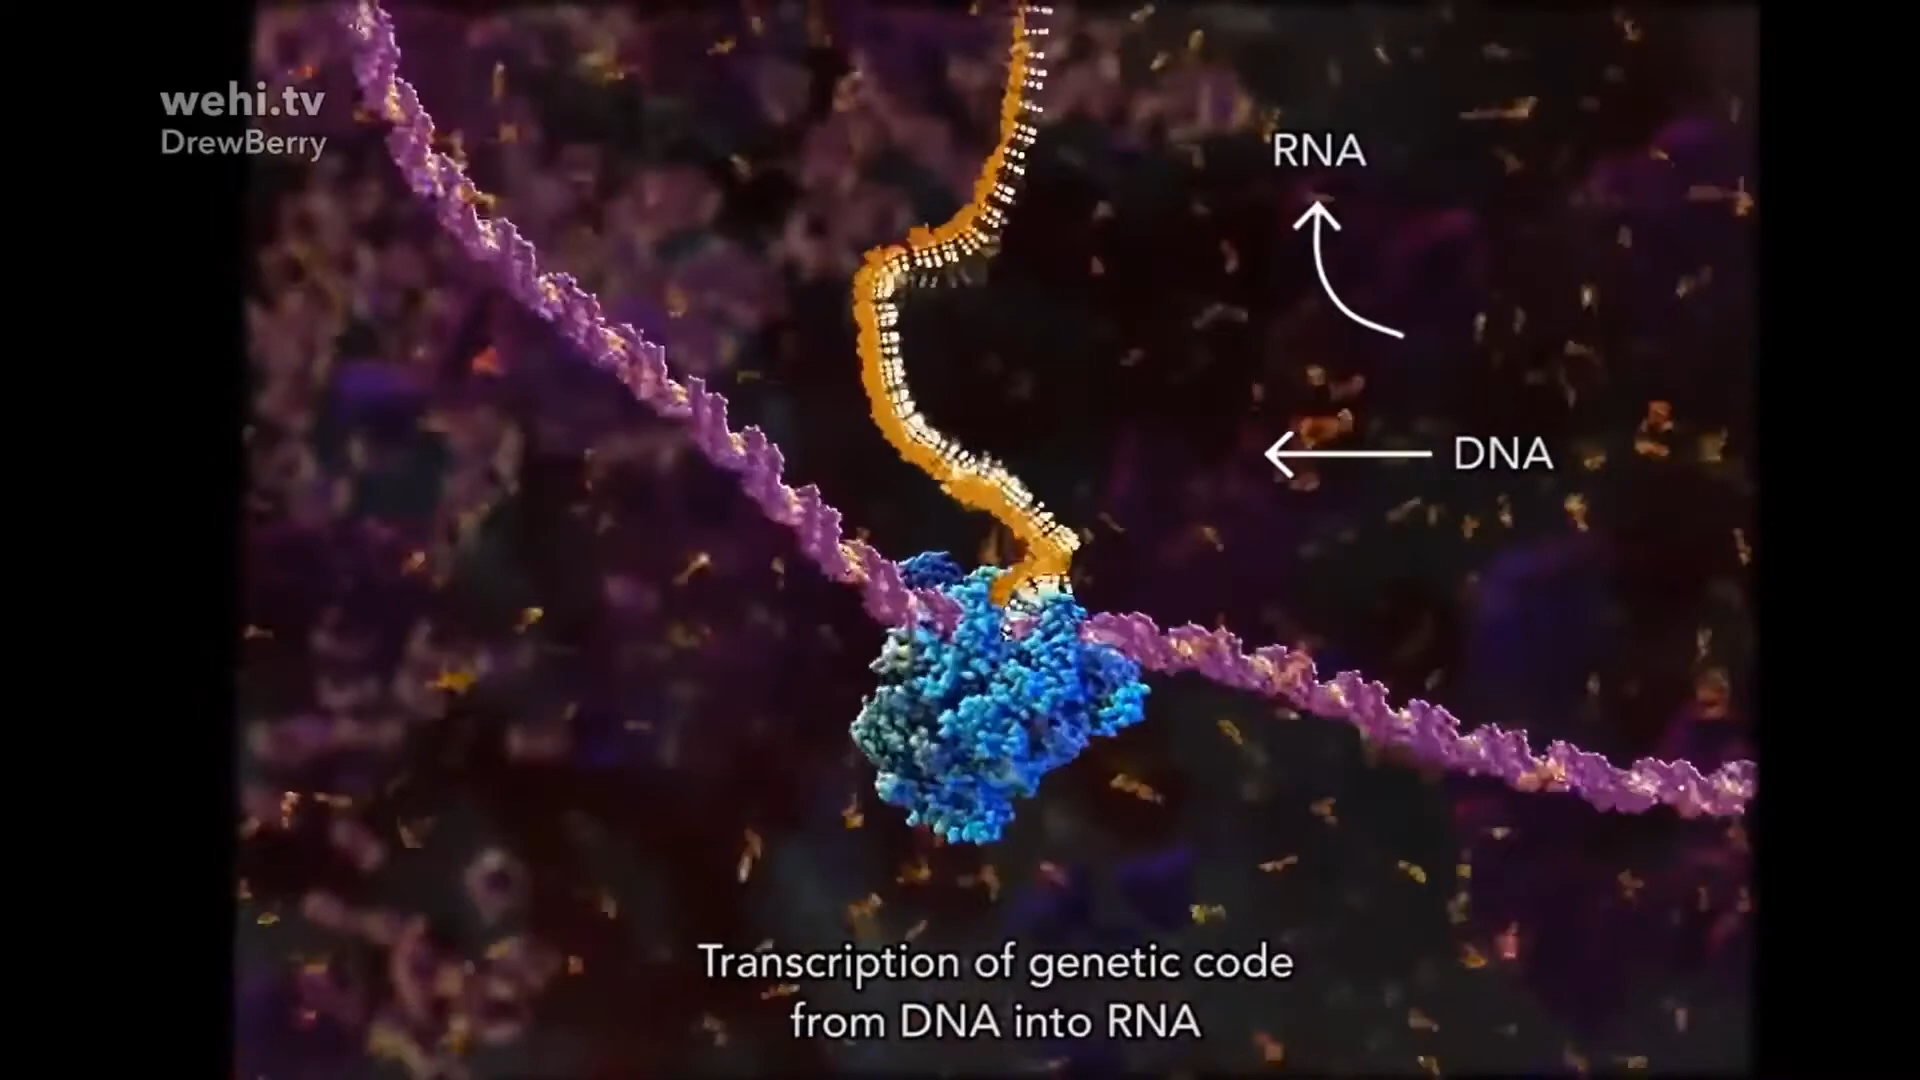 wehi.tv
DrewBerry
RNA
DNA
Transcription of genetic code
from DNA into RNA